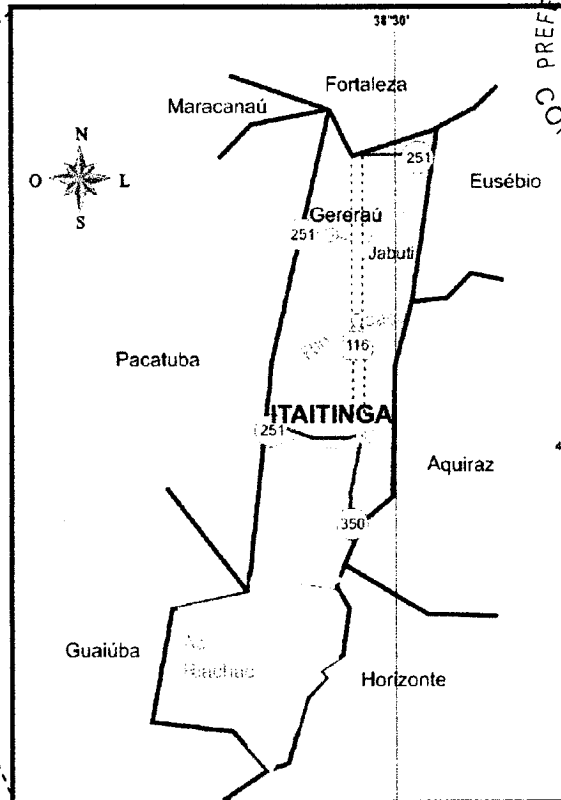 38°30'
PREF
CO
Fortaleza
Maracanaú
N
O L
S
251
Eusébio
Gereraú
251
Jabuti
116
Pacatuba
ITAITINGA
251
Aquiraz
4
350
Guaiúba
Horizonte